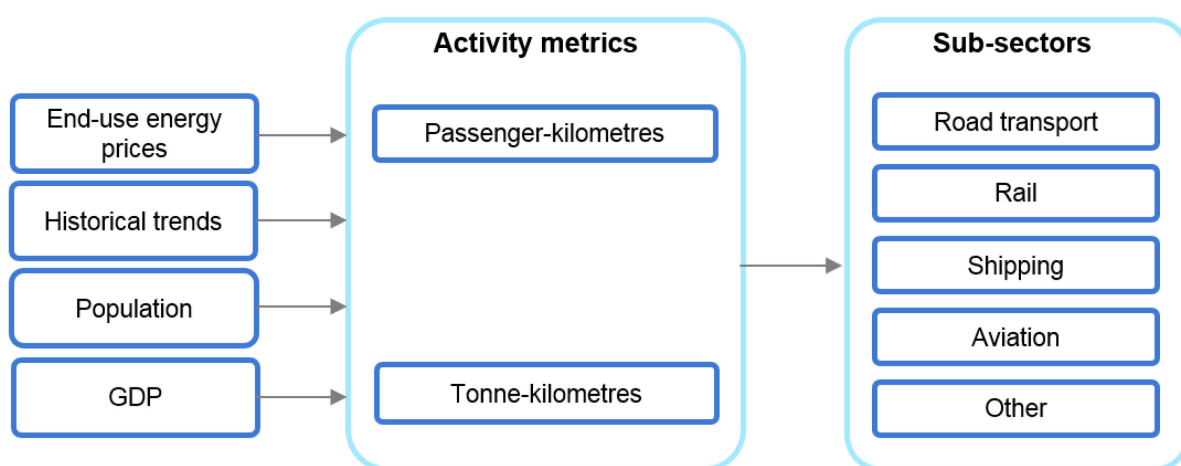 Activity metrics
Sub-sectors
End-use energy
prices
Historical trends
Population
GDP
Passenger-kilometres
Tonne-kilometres
Road transport
Rail
Shipping
Aviation
Other